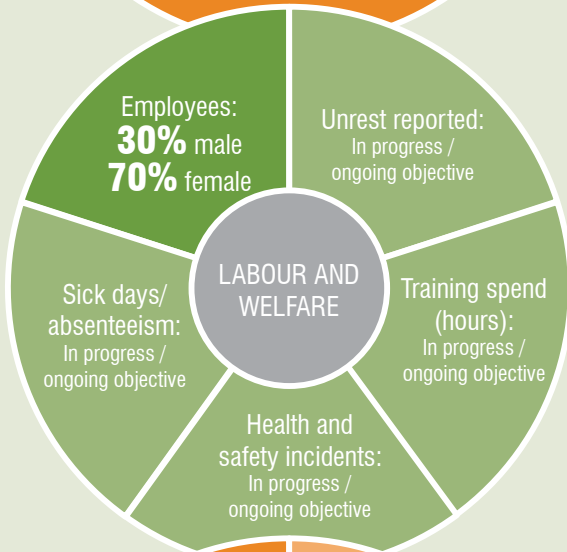 Employees:
30% male
70% female
Unrest reported:
In progress /
ongoing objective
LABOUR AND
WELFARE
Sick days/
absenteeism:
In progress /
ongoing objective
Training spend
(hours):
In progress /
ongoing objective
Health and
safety incidents:
In progress /
ongoing objective